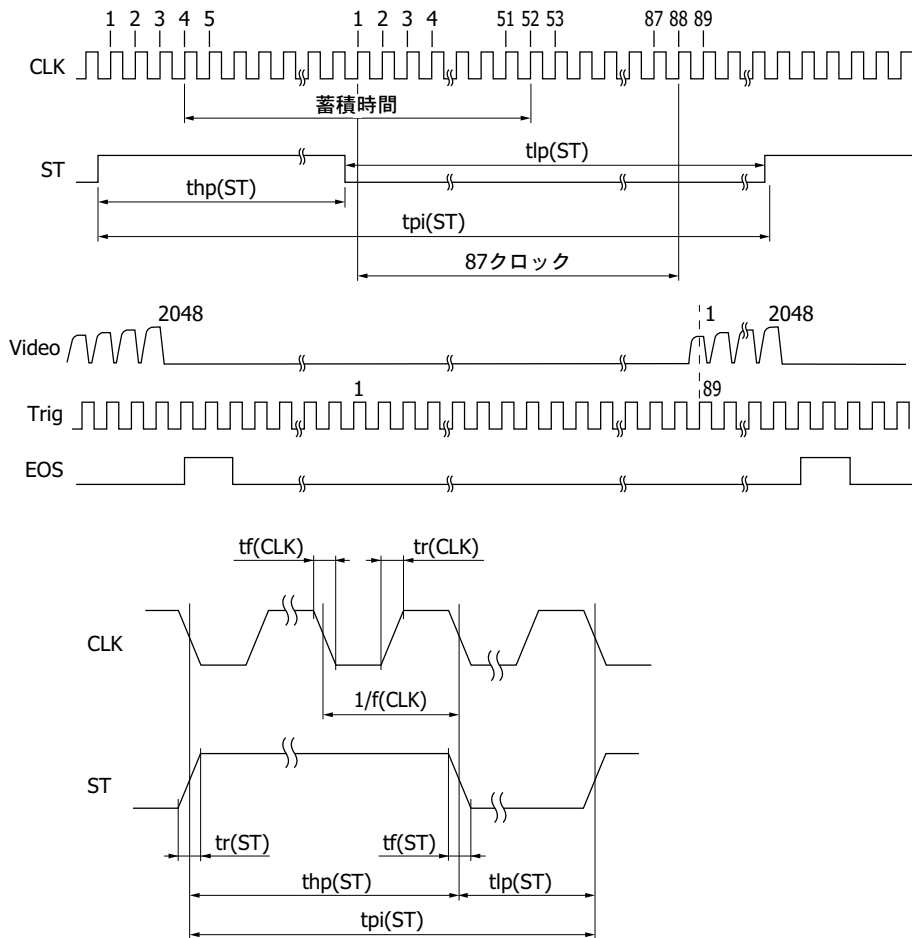 1 2 3 4 5 1 2 3 4 51 52 53 87 88 89
CLK
蓄積時間
ST
tlp(ST)
thp(ST)
tpi(ST)
87クロック
2048 1 2048
Video
1 89
Trig
EOS
tf(CLK) tr(CLK)
CLK
1/f(CLK)
ST
tr(ST) tf(ST)
thp(ST) tlp(ST)
tpi(ST)